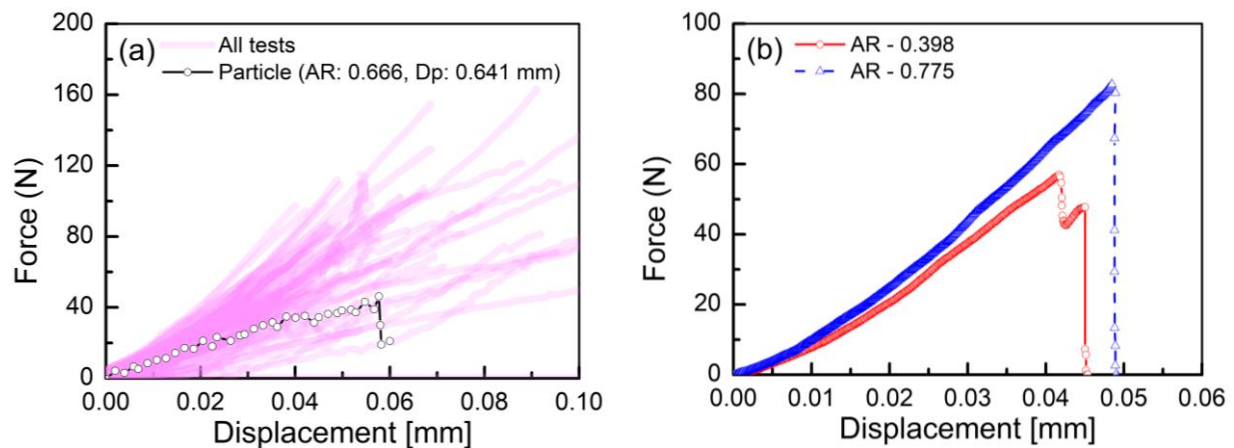 (a)
All tests
Particle (AR: 0.666, Dp: 0.641 mm)
200
160
120
80
40
0
Force (N)
0.00 0.02 0.04 0.06 0.08 0.10
Displacement [mm]
(b)
AR - 0.398
AR - 0.775
100
80
60
40
20
0
Force (N)
0.00 0.01 0.02 0.03 0.04 0.05 0.06
Displacement [mm]